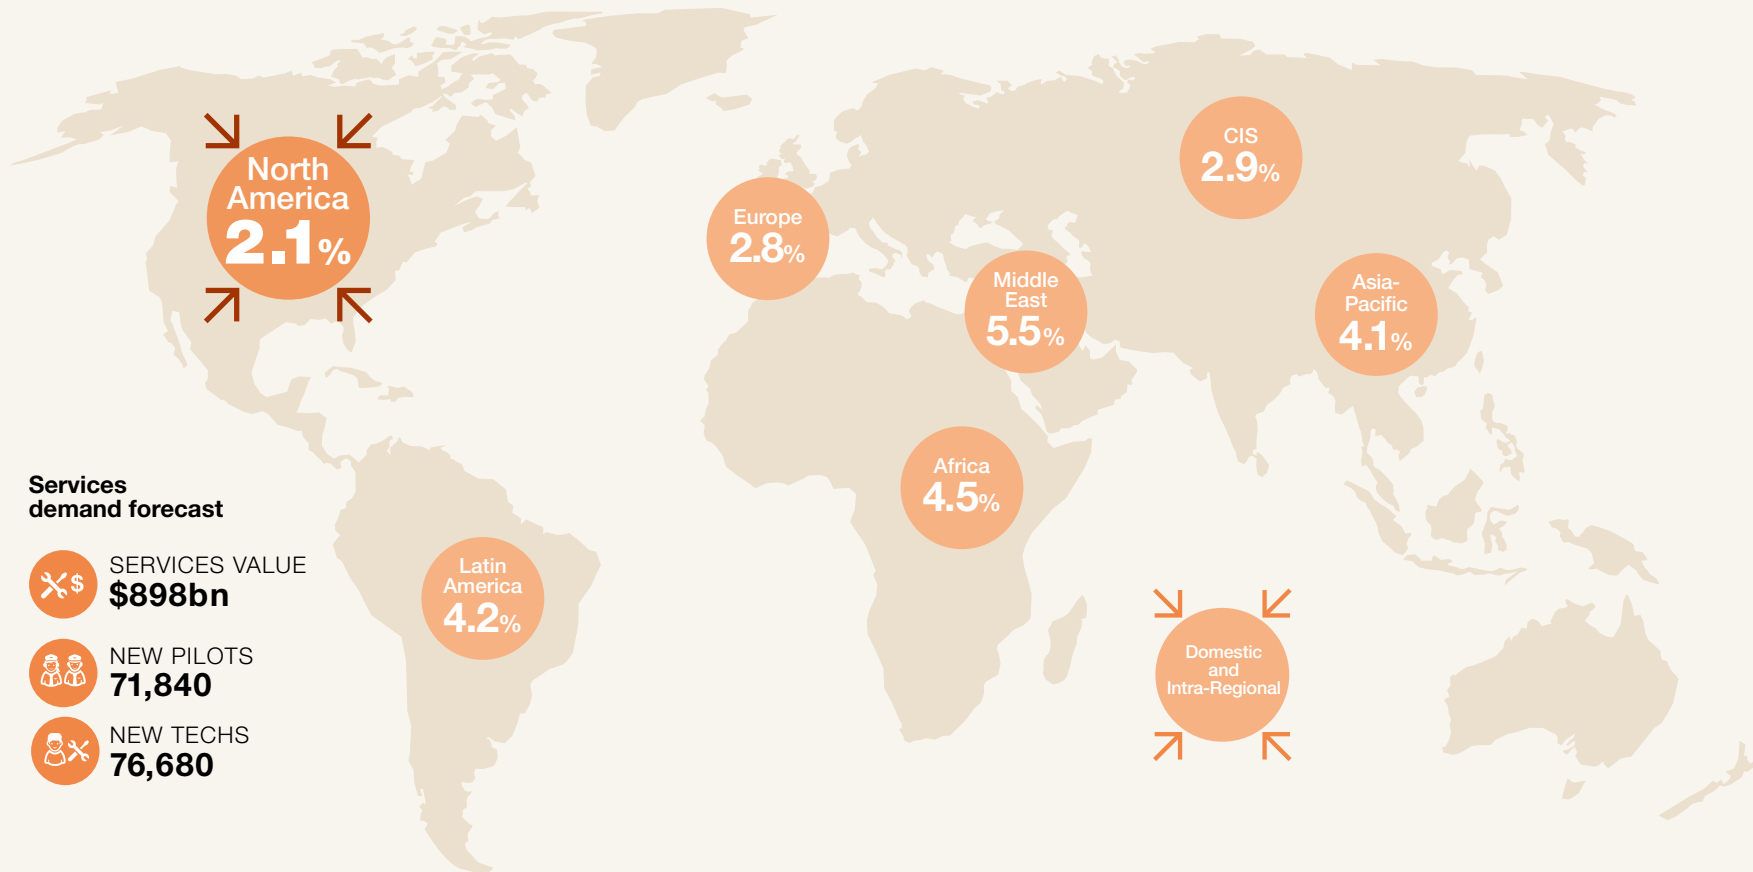 North
America
2.1%
CIS
2.9%
Europe
2.8%
Middle
East
5.5%
Asia-
Pacific
4.1%
Africa
4.5%
Latin
America
4.2%
Domestic
and
Intra-Regional
Services
demand forecast
$
SERVICES VALUE
$898bn
NEW PILOTS
71,840
NEW TECHS
76,680